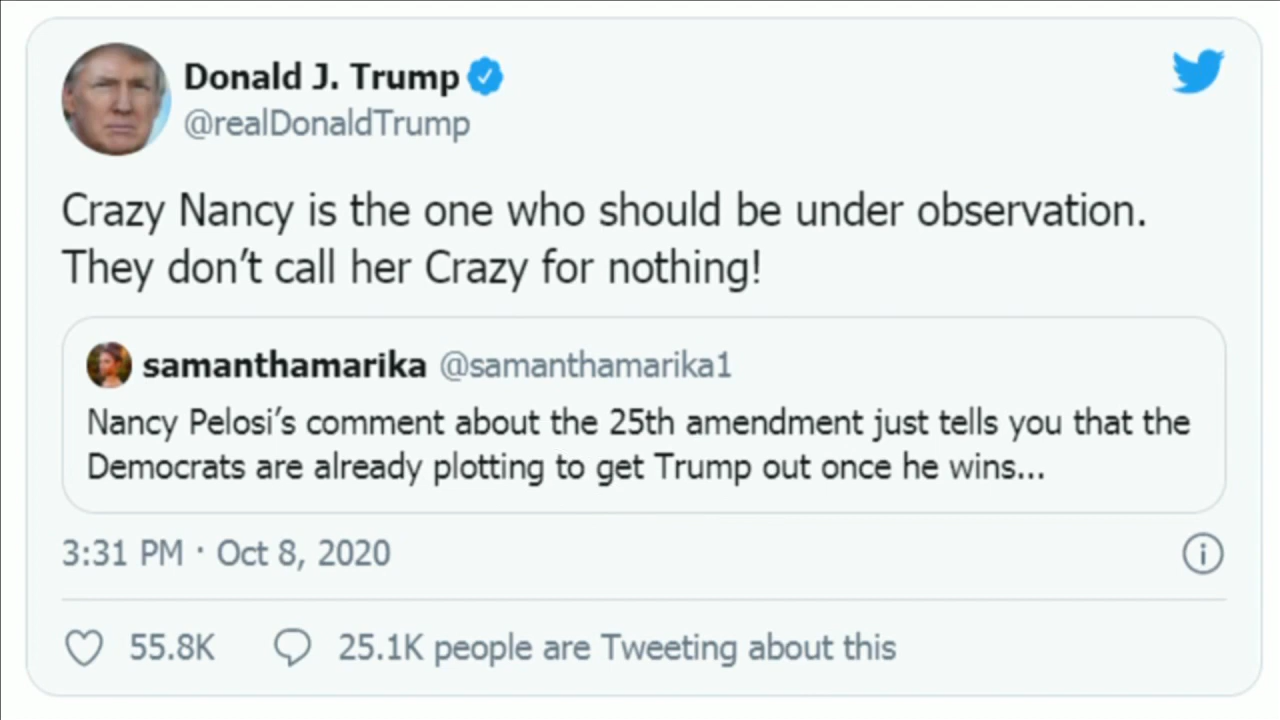 Donald J. Trump
@realDonaldTrump
Crazy Nancy is the one who should be under observation.
They don’t call her Crazy for nothing!
samanthamarika @samanthamarika1
Nancy Pelosi’s comment about the 25th amendment just tells you that the
Democrats are already plotting to get Trump out once he wins...
3:31 PM · Oct 8, 2020
55.8K 25.1K people are Tweeting about this